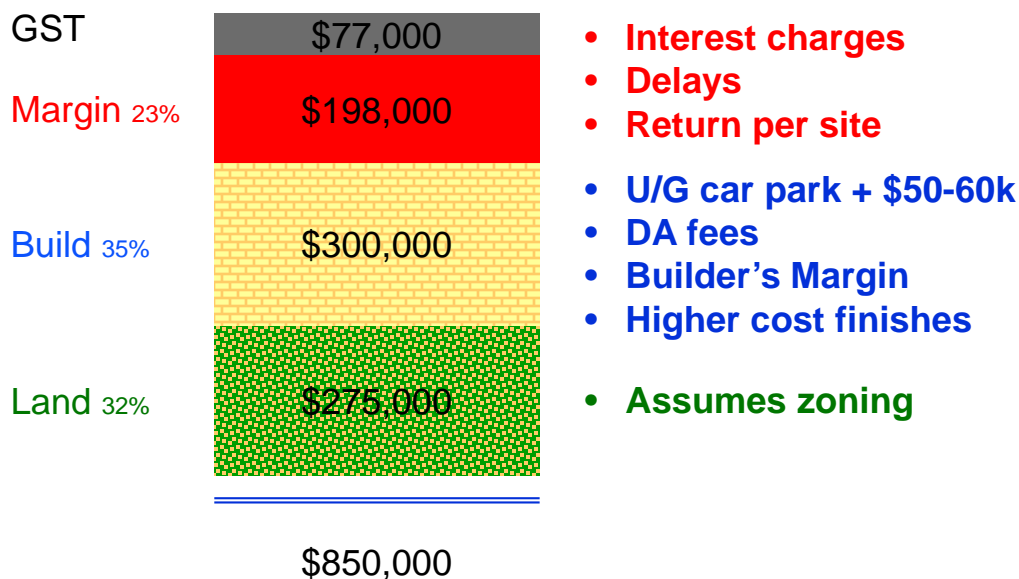 GST $77,000
Margin 23% $198,000
Build 35% $300,000
Land 32% $275,000
$850,000
• Interest charges
• Delays
• Return per site
• U/G car park + $50-60k
• DA fees
• Builder’s Margin
• Higher cost finishes
• Assumes zoning